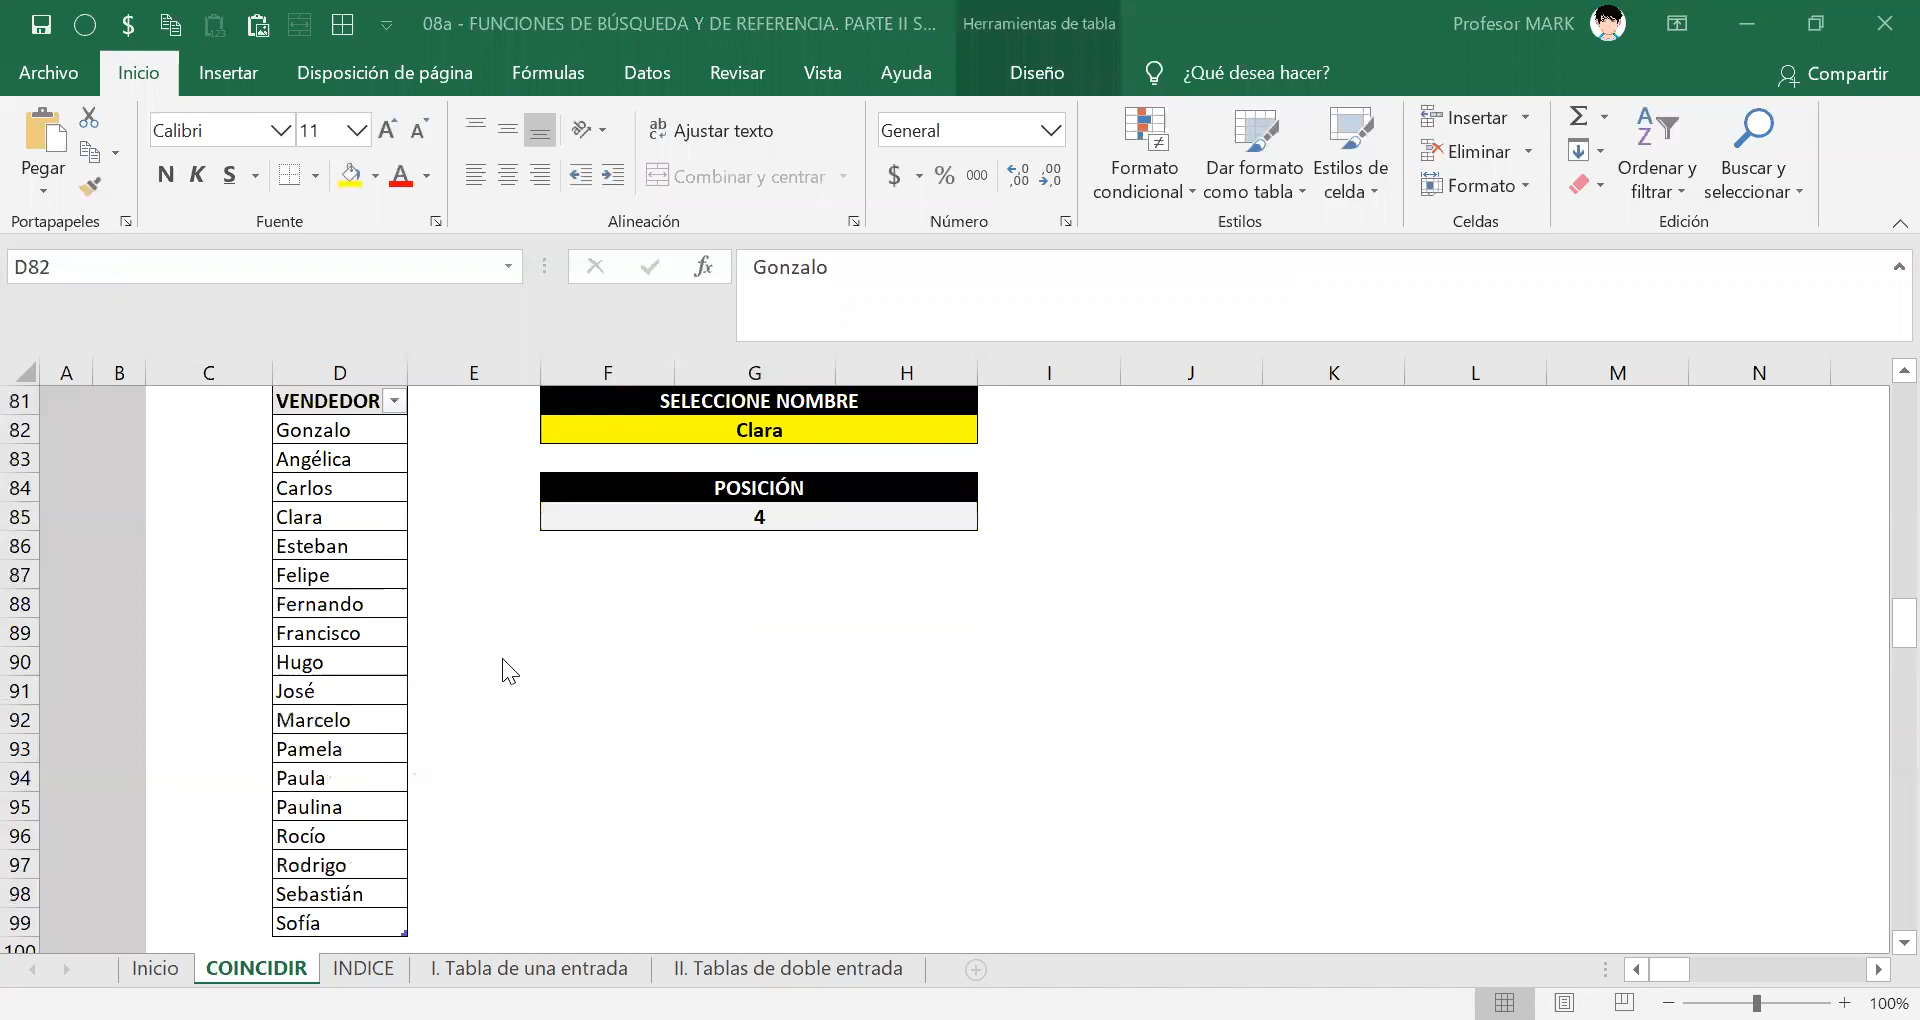 08a - FUNCIONES DE BÚSQUEDA Y DE REFERENCIA. PARTE II S... Herramientas de tabla Profesor MARK
Archivo Inicio Insertar Disposición de página Fórmulas Datos Revisar Vista Ayuda Diseño ¿Qué desea hacer? Compartir
Pegar
Portapapeles
Calibri 11
N K S
Fuente
Ajustar texto
Combinar y centrar
Alineación
General
$ % 000
Número
Formato condicional
Dar formato como tabla
Estilos de celda
Estilos
Insertar
Eliminar
Formato
Celdas
Ordenar y filtrar
Buscar y seleccionar
Edición
D82 fx Gonzalo
A B C D E F G H I J K L M N
81 VENDEDOR SELECCIONE NOMBRE
82 Gonzalo Clara
83 Angélica
84 Carlos POSICIÓN
85 Clara 4
86 Esteban
87 Felipe
88 Fernando
89 Francisco
90 Hugo
91 José
92 Marcelo
93 Pamela
94 Paula
95 Paulina
96 Rocío
97 Rodrigo
98 Sebastián
99 Sofía
100
Inicio COINCIDIR INDICE I. Tabla de una entrada II. Tablas de doble entrada
100%